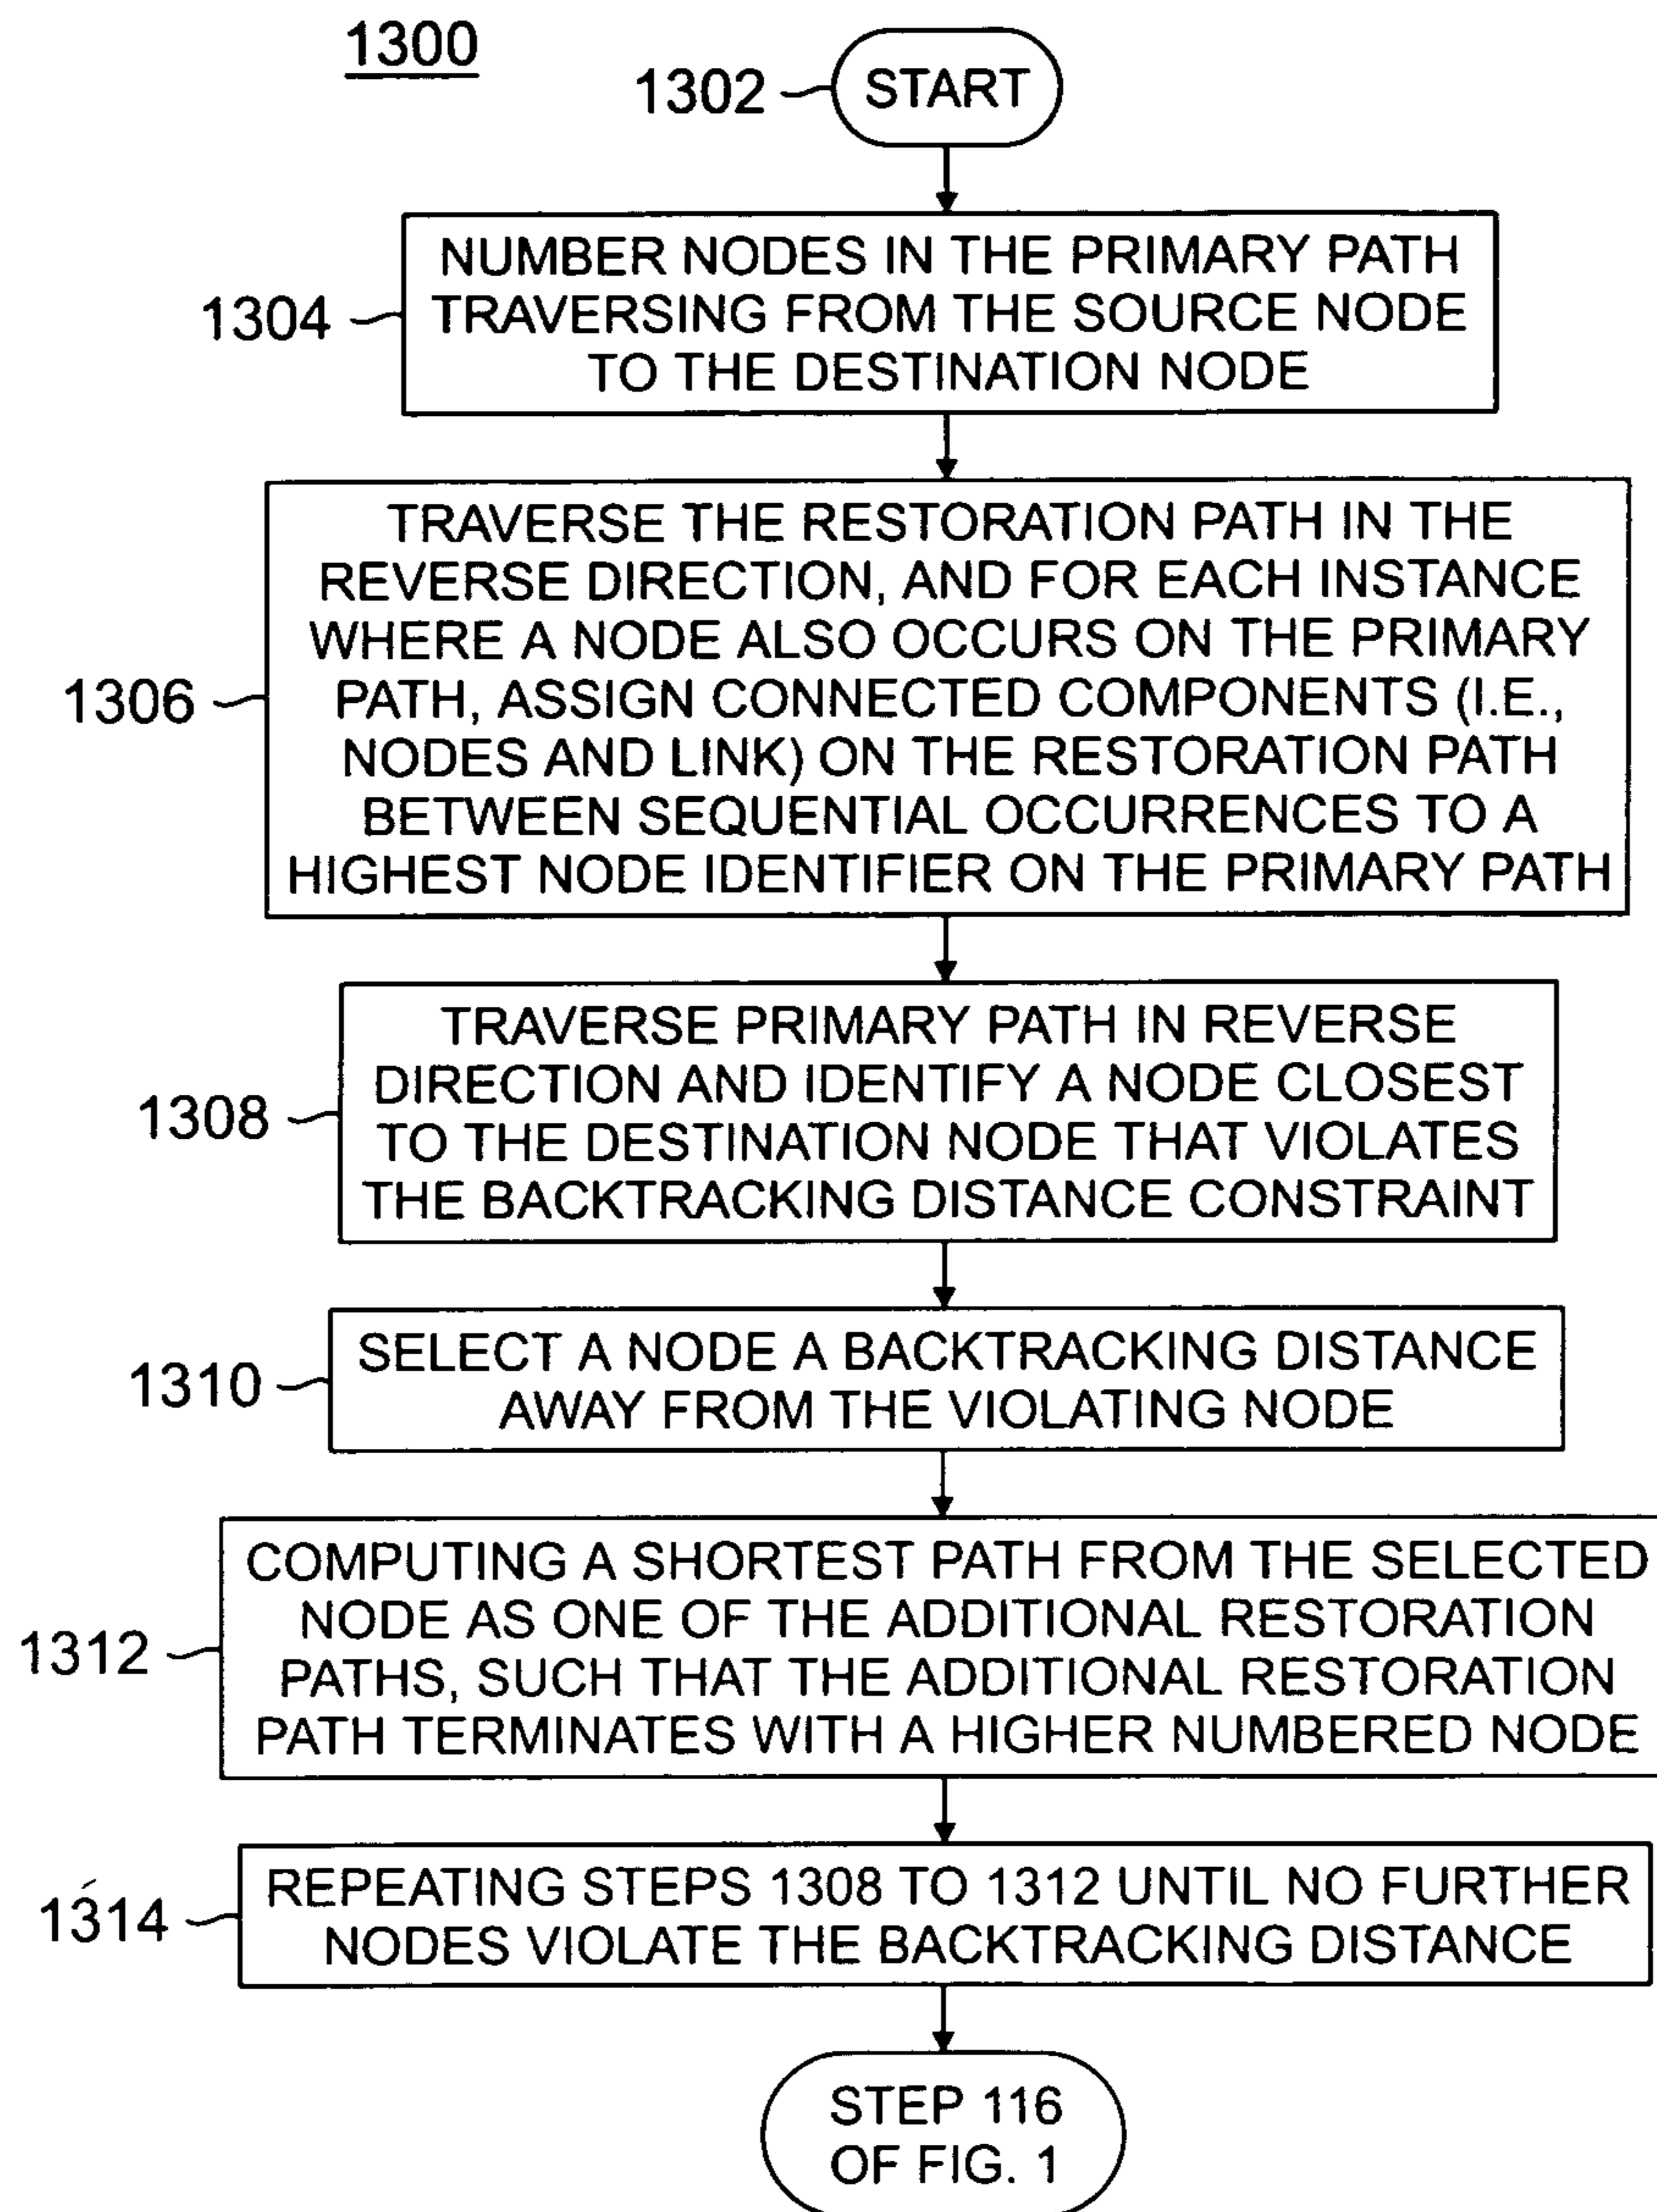 1300
1302
START
1304
NUMBER NODES IN THE PRIMARY PATH
TRAVERSING FROM THE SOURCE NODE
TO THE DESTINATION NODE
1306
TRAVERSE THE RESTORATION PATH IN THE
REVERSE DIRECTION, AND FOR EACH INSTANCE
WHERE A NODE ALSO OCCURS ON THE PRIMARY
PATH, ASSIGN CONNECTED COMPONENTS (I.E.,
NODES AND LINK) ON THE RESTORATION PATH
BETWEEN SEQUENTIAL OCCURRENCES TO A
HIGHEST NODE IDENTIFIER ON THE PRIMARY PATH
1308
TRAVERSE PRIMARY PATH IN REVERSE
DIRECTION AND IDENTIFY A NODE CLOSEST
TO THE DESTINATION NODE THAT VIOLATES
THE BACKTRACKING DISTANCE CONSTRAINT
1310
SELECT A NODE A BACKTRACKING DISTANCE
AWAY FROM THE VIOLATING NODE
1312
COMPUTING A SHORTEST PATH FROM THE SELECTED
NODE AS ONE OF THE ADDITIONAL RESTORATION
PATHS, SUCH THAT THE ADDITIONAL RESTORATION
PATH TERMINATES WITH A HIGHER NUMBERED NODE
1314
REPEATING STEPS 1308 TO 1312 UNTIL NO FURTHER
NODES VIOLATE THE BACKTRACKING DISTANCE
STEP 116
OF FIG. 1